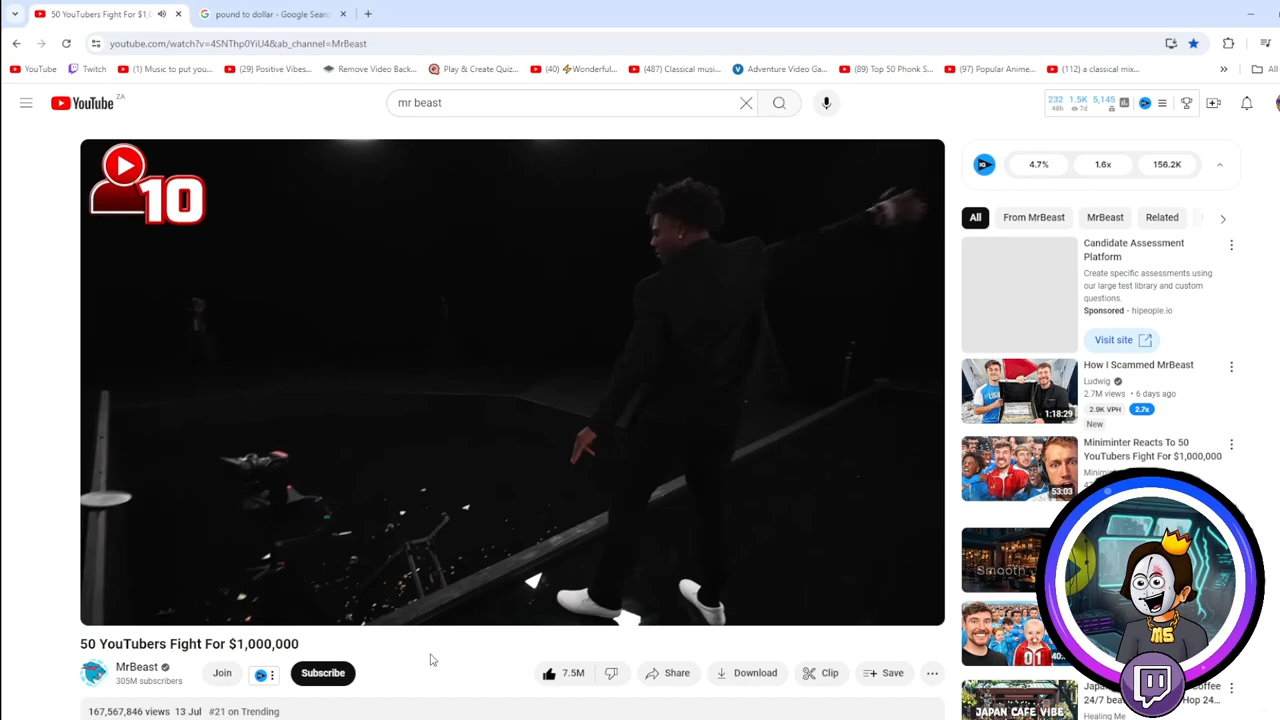 50 YouTubers Fight For $1,00
pound to dollar - Google Searc
youtube.com/watch?v=4SNThp0YiU4&ab_channel=MrBeast
YouTube
Twitch
(1) Music to put you...
(29) Positive Vibes...
Remove Video Back...
Play & Create Quiz...
(40) ⚡Wonderful...
(487) Classical musi...
Adventure Video Ga...
(89) Top 50 Phonk S...
(97) Popular Anime...
(112) a classical mix...
»
All
YouTube ZA
mr beast
232 1.5K 5,145
48h 7d
10
IQ
4.7%
1.6x
156.2K
All
From MrBeast
MrBeast
Related
Candidate Assessment
Platform
Create specific assessments using
our large test library and custom
questions.
Sponsored · hipeople.io
Visit site
How I Scammed MrBeast
Ludwig
2.7M views · 6 days ago
2.9K VPH 2.7x
New
1:18:29
Miniminter Reacts To 50
YouTubers Fight For $1,000,000
53:03
Smooth
01
40:
MS
JAPAN CAFE VIBE
Healing Me
50 YouTubers Fight For $1,000,000
MrBeast
305M subscribers
Join
Subscribe
7.5M
Share
Download
Clip
Save
167,567,846 views 13 Jul #21 on Trending